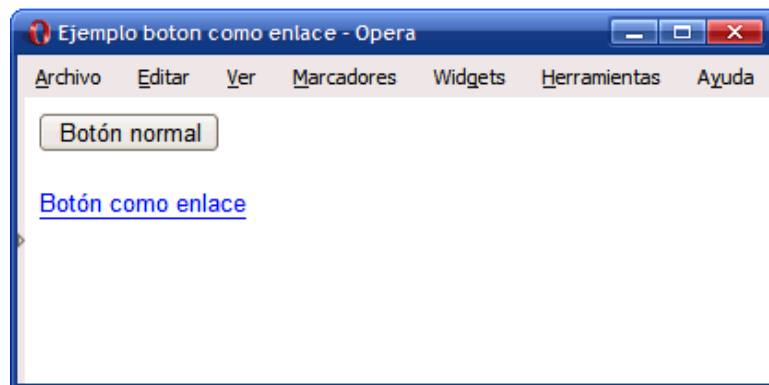 Ejemplo boton como enlace - Opera
Archivo Editar Ver Marcadores Widgets Herramientas Ayuda
Botón normal
Botón como enlace